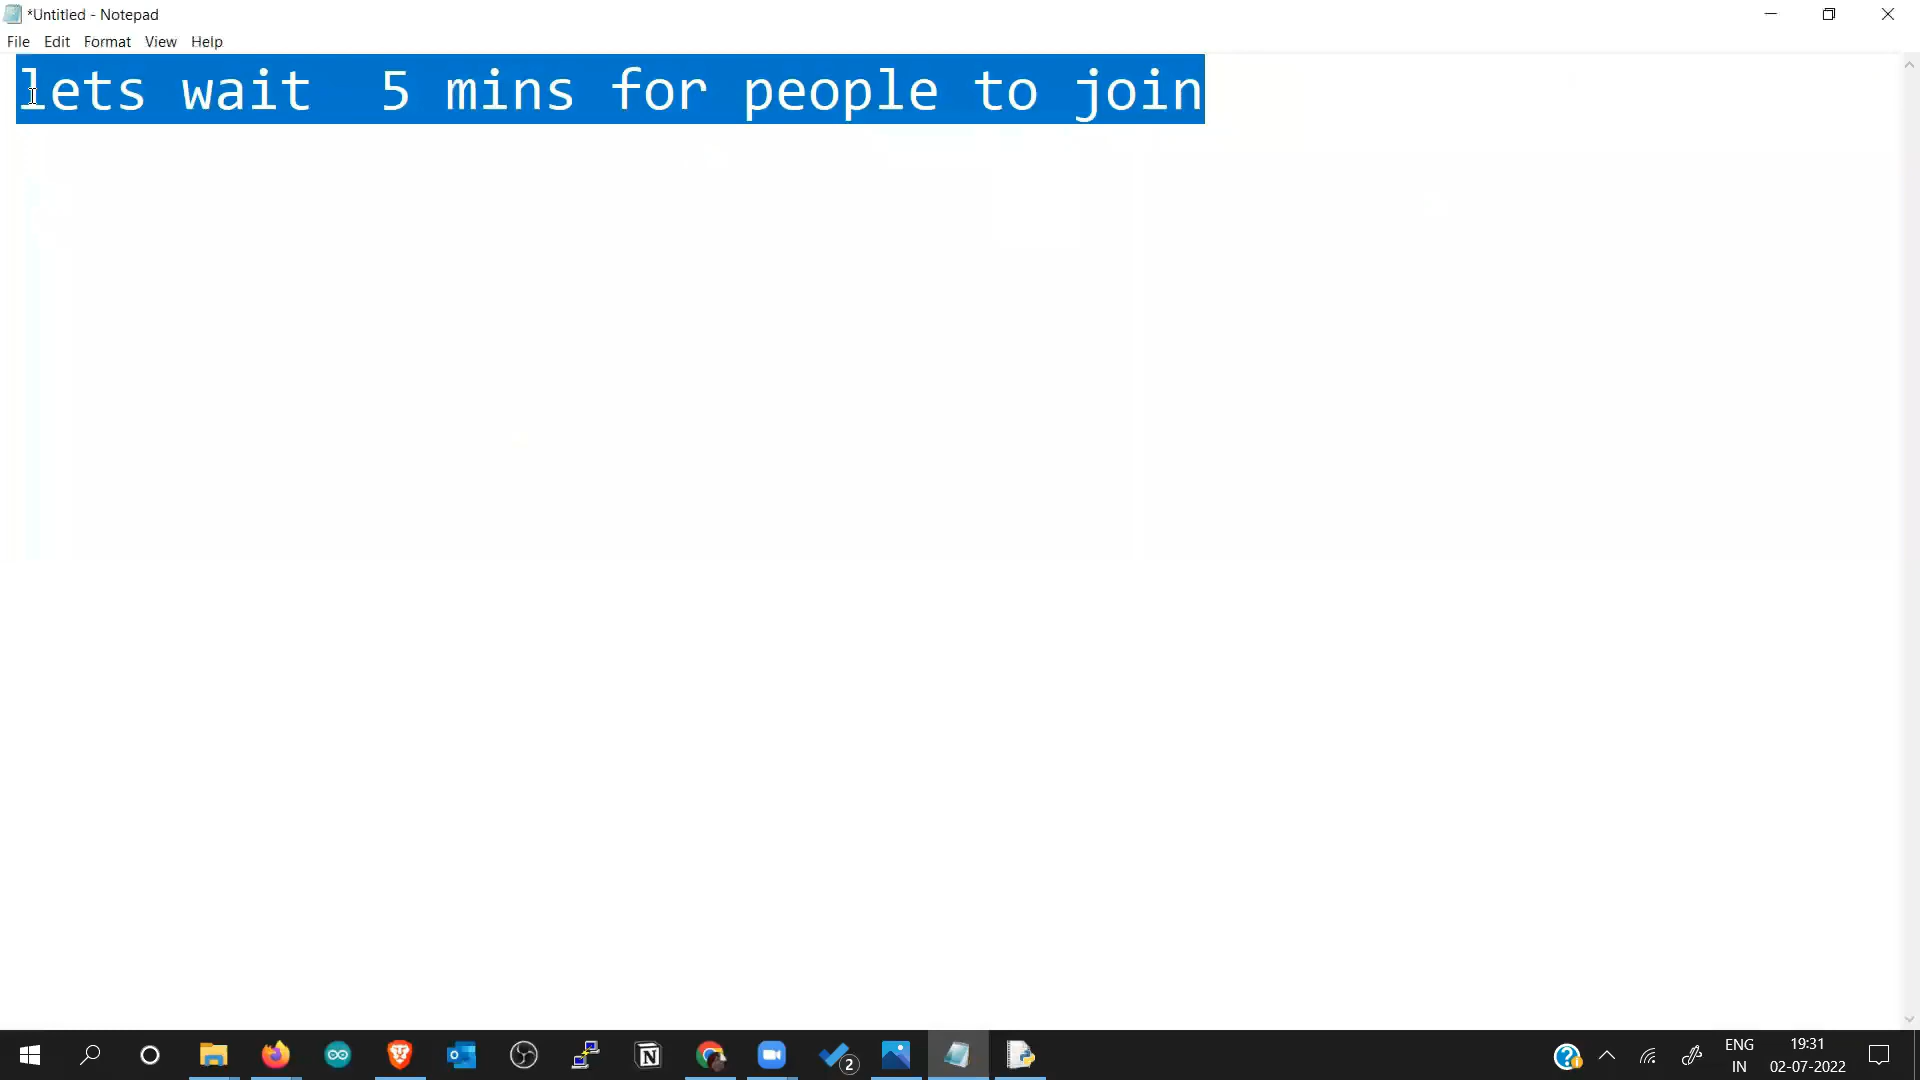 *Untitled - Notepad
File Edit Format View Help
lets wait  5 mins for people to join
2
ENG 19:31
IN 02-07-2022